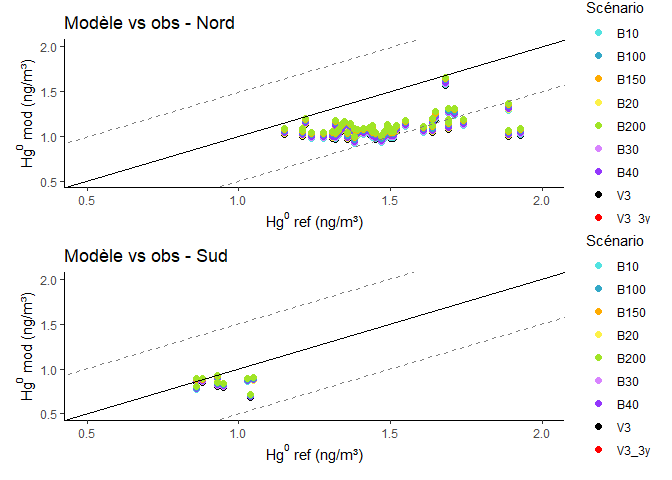 Modèle vs obs - Nord
Hg⁰ mod (ng/m³)
2.0
1.5
1.0
0.5
0.5 1.0 1.5 2.0
Hg⁰ ref (ng/m³)
Scénario
B10
B100
B150
B20
B200
B30
B40
V3
V3_3y
Modèle vs obs - Sud
Hg⁰ mod (ng/m³)
2.0
1.5
1.0
0.5
0.5 1.0 1.5 2.0
Hg⁰ ref (ng/m³)
Scénario
B10
B100
B150
B20
B200
B30
B40
V3
V3_3y